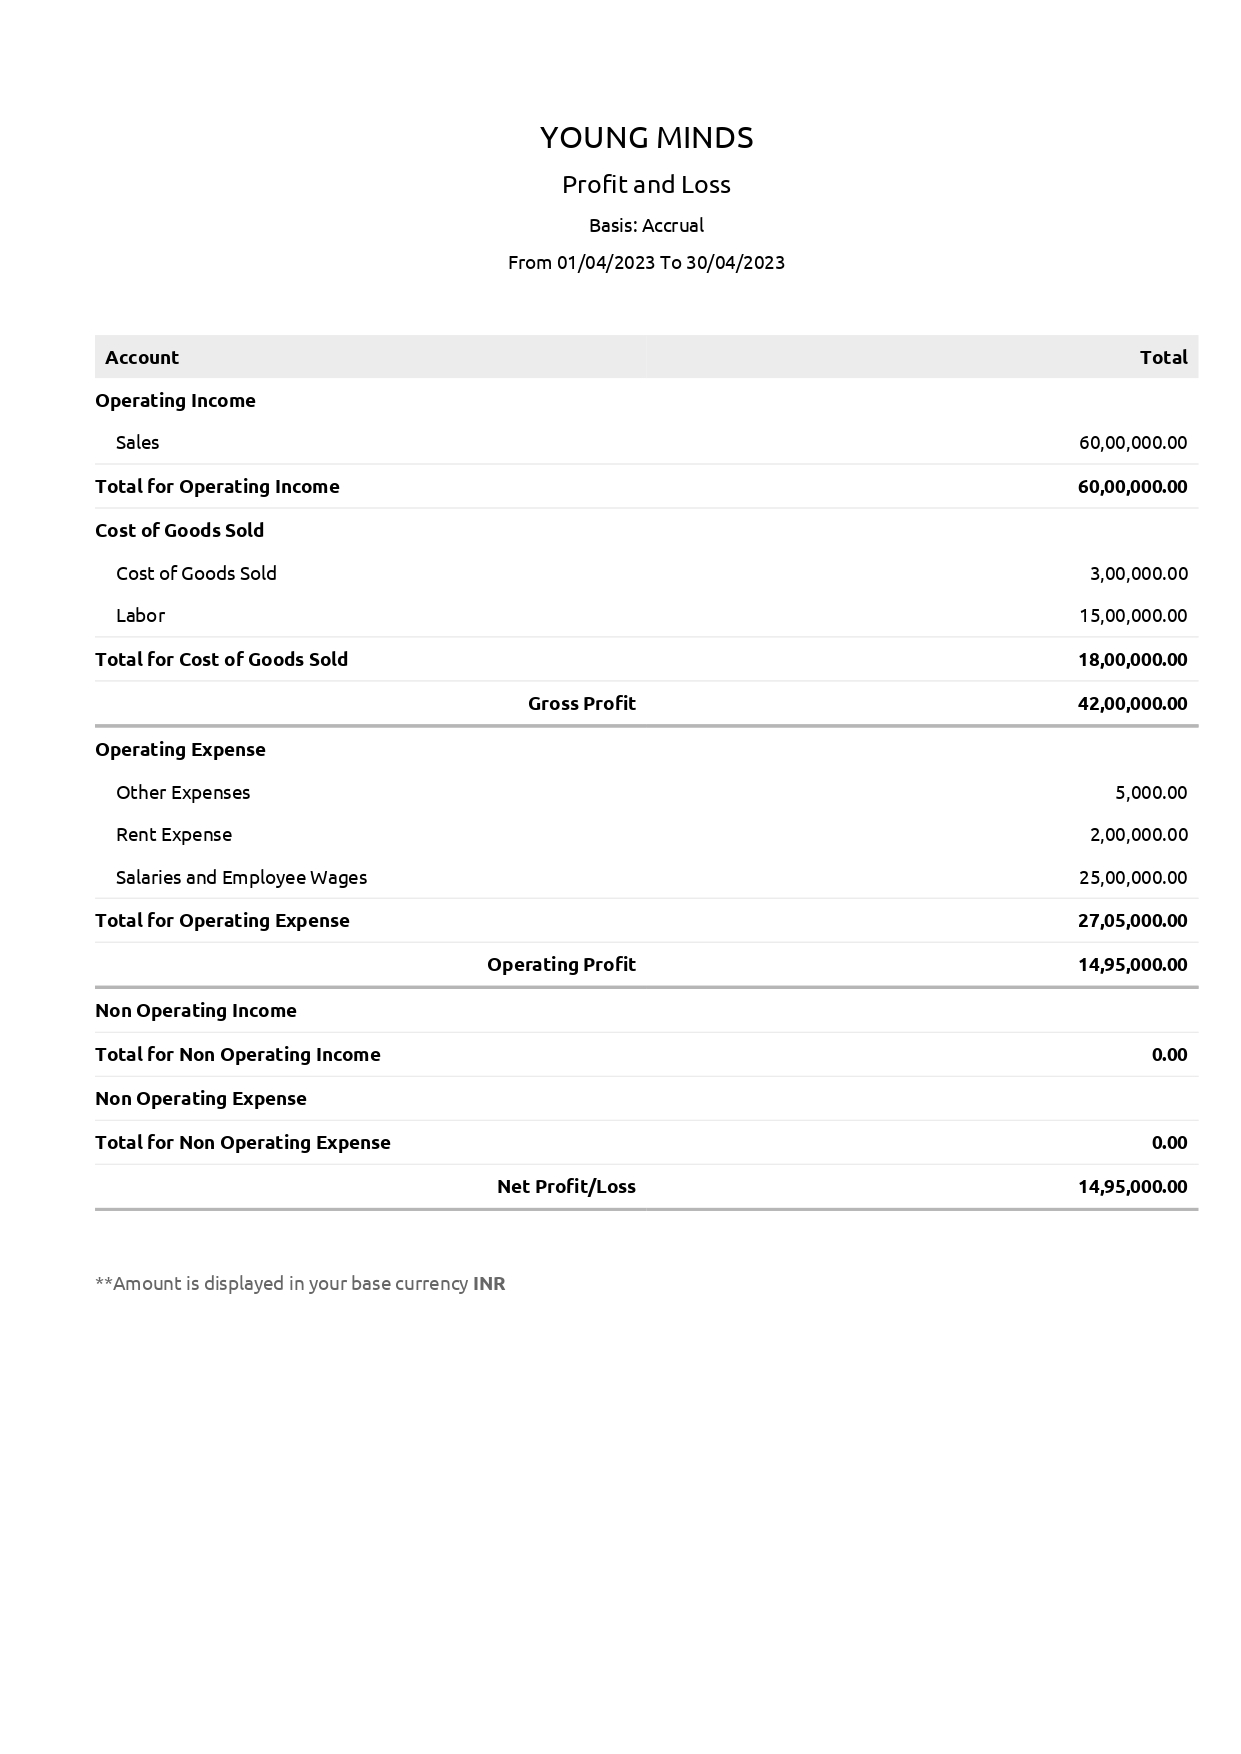 YOUNG MINDS
Profit and Loss
Basis: Accrual
From 01/04/2023 To 30/04/2023
Account Total
Operating Income
Sales 60,00,000.00
Total for Operating Income 60,00,000.00
Cost of Goods Sold
Cost of Goods Sold 3,00,000.00
Labor 15,00,000.00
Total for Cost of Goods Sold 18,00,000.00
Gross Profit 42,00,000.00
Operating Expense
Other Expenses 5,000.00
Rent Expense 2,00,000.00
Salaries and Employee Wages 25,00,000.00
Total for Operating Expense 27,05,000.00
Operating Profit 14,95,000.00
Non Operating Income
Total for Non Operating Income 0.00
Non Operating Expense
Total for Non Operating Expense 0.00
Net Profit/Loss 14,95,000.00
**Amount is displayed in your base currency INR